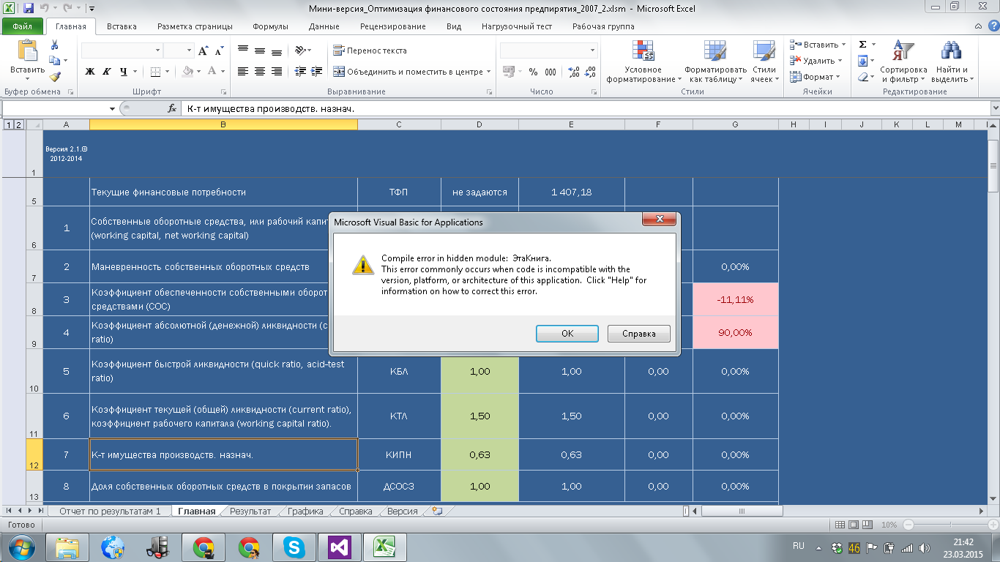 Мини-версия_Оптимизация финансового состояния предпирятия_2007_2.xlsm - Microsoft Excel
Файл Главная Вставка Разметка страницы Формулы Данные Рецензирование Вид Нагрузочный тест Рабочая группа
Вставить
Буфер обмена
Ж К Ч
Шрифт
Перенос текста
Объединить и поместить в центре
Выравнивание
% 000
Число
Условное форматирование
Форматировать как таблицу
Стили ячеек
Стили
Вставить
Удалить
Формат
Ячейки
Сортировка и фильтр
Найти и выделить
Редактирование
fx К-т имущества производств. назнач.
1 2 A B C D E F G H I J K L M
1 Версия 2.1.©
2012-2014
5 Текущие финансовые потребности ТФП не задаются 1 407,18
6 1 Собственные оборотные средства, или рабочий капит
(working capital, net working capital)
7 2 Маневренность собственных оборотных средств 0,00%
8 3 Коэффициент обеспеченности собственными оборот
средствами (СОС) -11,11%
9 4 Коэффициент абсолютной (денежной) ликвидности (c
ratio) 90,00%
10 5 Коэффициент быстрой ликвидности (quick ratio, acid-test
ratio) КБЛ 1,00 1,00 0,00 0,00%
11 6 Коэффициент текущей (общей) ликвидности (current ratio),
коэффициент рабочего капитала (working capital ratio). КТЛ 1,50 1,50 0,00 0,00%
12 7 К-т имущества производств. назнач. КИПН 0,63 0,63 0,00 0,00%
13 8 Доля собственных оборотных средств в покрытии запасов ДСОСЗ 1,00 1,00 0,00 0,00%
Microsoft Visual Basic for Applications
Compile error in hidden module: ЭтаКнига.
This error commonly occurs when code is incompatible with the
version, platform, or architecture of this application. Click "Help" for
information on how to correct this error.
OK Справка
Отчет по результатам 1 Главная Результат Графика Справка Версия
Готово 10%
RU 46 21:42
23.03.2015